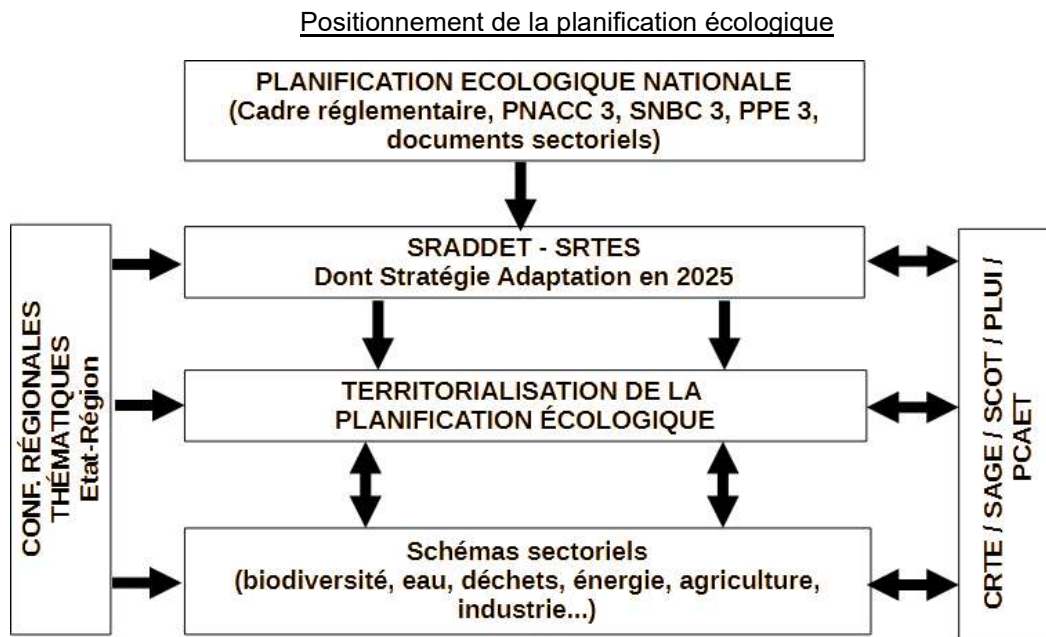 Positionnement de la planification écologique
PLANIFICATION ECOLOGIQUE NATIONALE
(Cadre réglementaire, PNACC 3, SNBC 3, PPE 3,
documents sectoriels)
CONF. RÉGIONALES
THÉMATIQUES
Etat-Région
SRADDET - SRTES
Dont Stratégie Adaptation en 2025
TERRITORIALISATION DE LA
PLANIFICATION ÉCOLOGIQUE
Schémas sectoriels
(biodiversité, eau, déchets, énergie, agriculture,
industrie...)
CRTE / SAGE / SCOT / PLUI /
PCAET